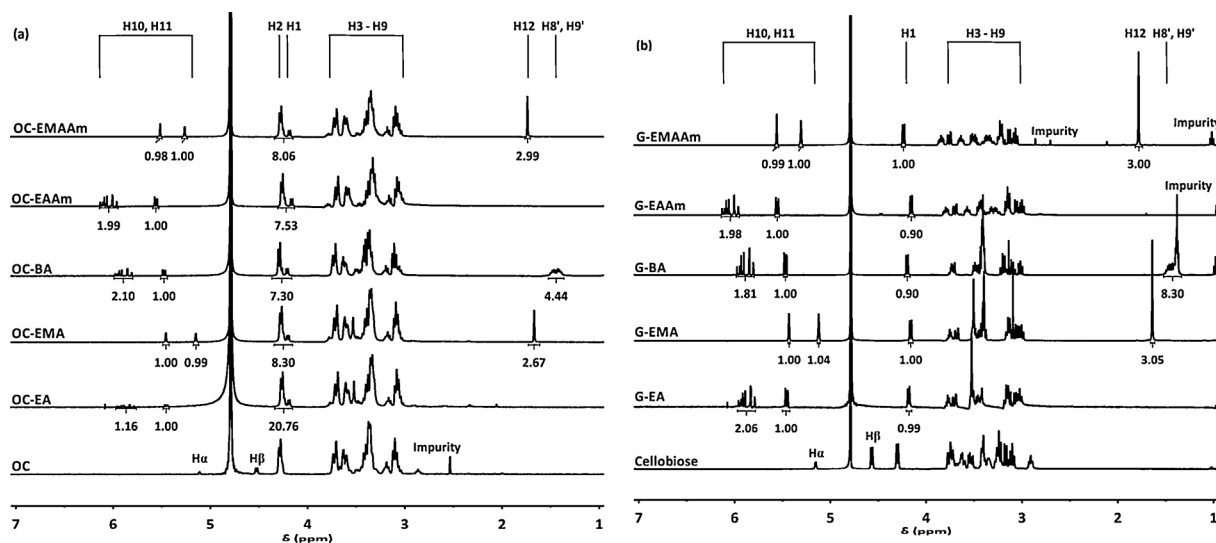 (a)
H10, H11
H2 H1
H3 - H9
H12
H8', H9'
OC-EMAAm
0.98 1.00
8.06
2.99
OC-EAAm
1.99
1.00
7.53
OC-BA
2.10
1.00
7.30
4.44
OC-EMA
1.00 0.99
8.30
2.67
OC-EA
1.16
1.00
20.76
OC
Hα
Hβ
Impurity
7 6 5 4 3 2 1
δ (ppm)
(b)
H10, H11
H1
H3 - H9
H12
H8', H9'
G-EMAAm
Impurity
Impurity
0.99 1.00
1.00
3.00
G-EAAm
Impurity
1.98
1.00
0.90
G-BA
1.81
1.00
0.90
8.30
G-EMA
1.00 1.04
1.00
3.05
G-EA
2.06
1.00
0.99
Cellobiose
Hα
Hβ
7 6 5 4 3 2 1
δ (ppm)